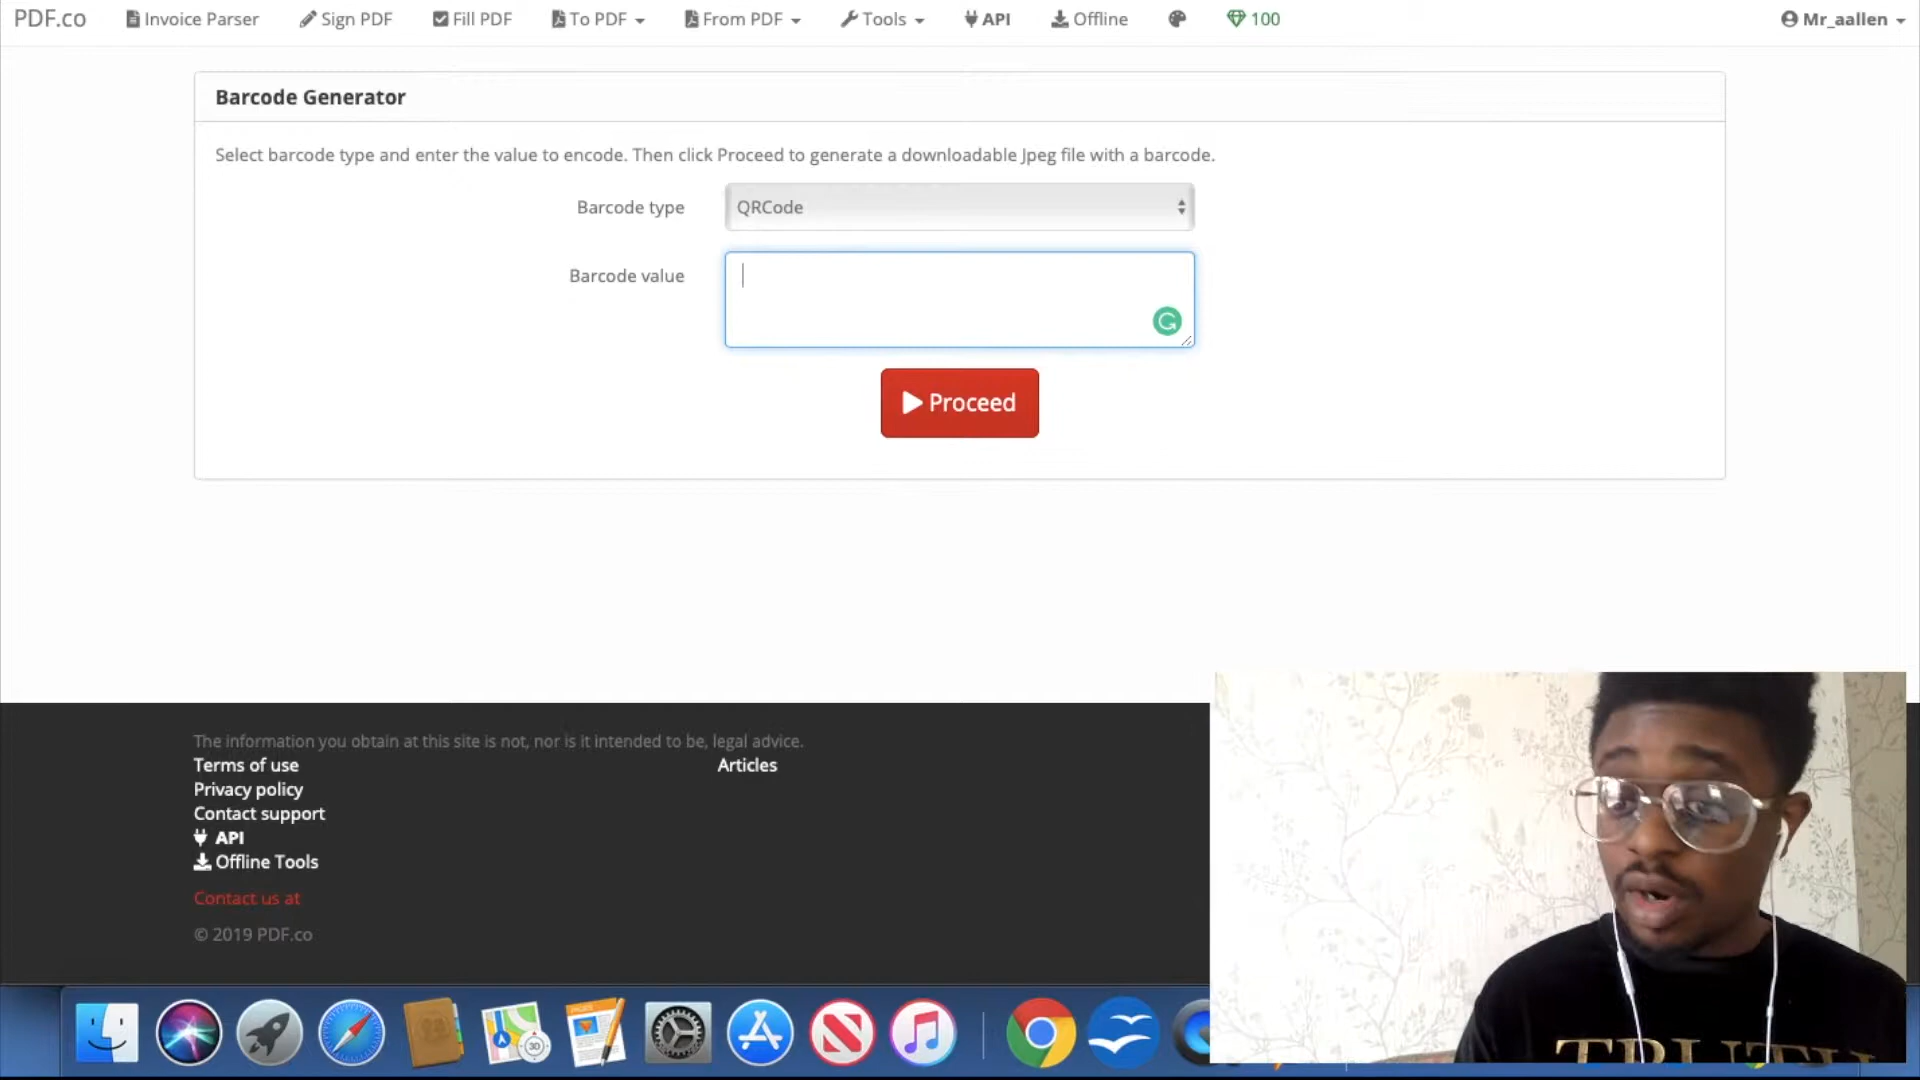 PDF.co Invoice Parser Sign PDF Fill PDF To PDF From PDF Tools API Offline 100 Mr_aallen
Barcode Generator
Select barcode type and enter the value to encode. Then click Proceed to generate a downloadable Jpeg file with a barcode.
Barcode type QRCode
Barcode value
Proceed
The information you obtain at this site is not, nor is it intended to be, legal advice.
Terms of use Articles
Privacy policy
Contact support
API
Offline Tools
Contact us at
© 2019 PDF.co
3D
PAGES
TRUTH